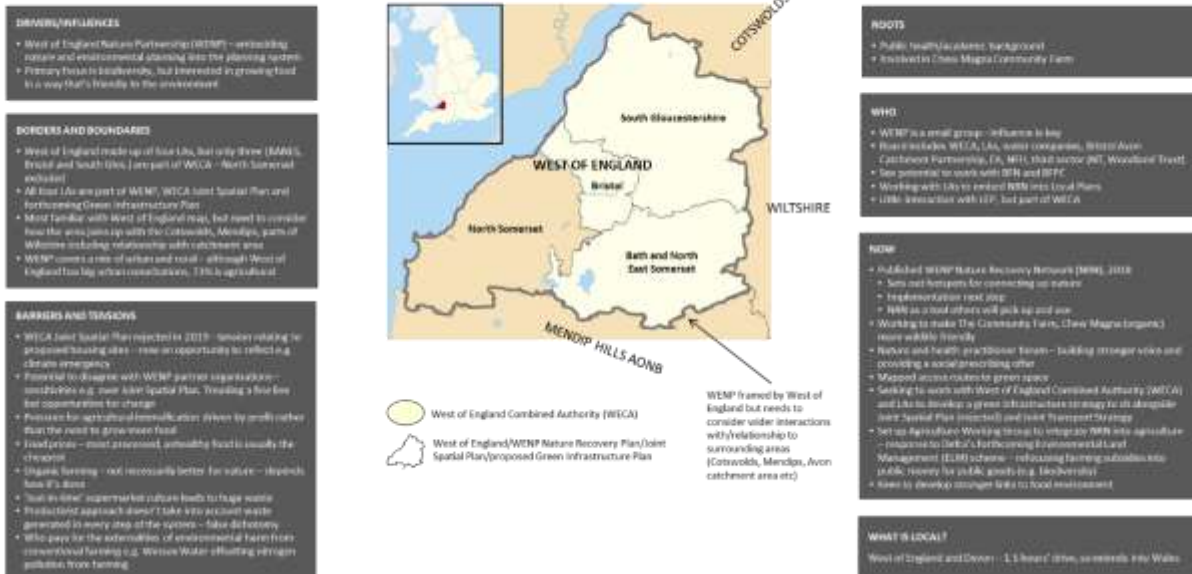 DRIVERS/INFLUENCES
• West of England Nature Partnership (WENP) – embedding
nature and environmental planning into the planning system
• Primary focus is biodiversity, but interested in growing food
in a way that's friendly to the environment
BORDERS AND BOUNDARIES
• West of England made up of four LAs, but only three (BANES,
Bristol and South Glos.) are part of WECA – North Somerset
excluded
• All four LAs are part of WENP, WECA Joint Spatial Plan and
forthcoming Green Infrastructure Plan
• Most familiar with West of England map, but need to consider
how the area joins up with the Cotswolds, Mendips, parts of
Wiltshire including relationship with catchment area
• WENP covers a mix of urban and rural – although West of
England has big urban conurbations, 73% is agricultural
BARRIERS AND TENSIONS
• WECA Joint Spatial Plan rejected in 2019 – tension relating to
proposed housing sites – now an opportunity to reflect e.g.
climate emergency
• Potential to disagree with WENP partner organisations –
sensitivities e.g. over Joint Spatial Plan. Treading a fine line
but opportunities for change
• Pressure for agricultural intensification driven by profit rather
than the need to grow more food
• Food prices – most processed, unhealthy food is usually the
cheapest
• Organic farming – not necessarily better for nature – depends
how it's done
• 'Just-in-time' supermarket culture leads to huge waste
• Productivist approach doesn't take into account waste
generated in every step of the system – false dichotomy
• Who pays for the externalities of environmental harm from
conventional farming e.g. Wessex Water offsetting nitrogen
pollution from farming
COTSWOLDS
South Gloucestershire
WEST OF ENGLAND
Bristol
WILTSHIRE
North Somerset
Bath and North
East Somerset
MENDIP HILLS AONB
West of England Combined Authority (WECA)
West of England/WENP Nature Recovery Plan/Joint
Spatial Plan/proposed Green Infrastructure Plan
WENP framed by West of
England but needs to
consider wider interactions
with/relationship to
surrounding areas
(Cotswolds, Mendips, Avon
catchment area etc)
ROOTS
• Public health/academic background
• Involved in Chew Magna Community Farm
WHO
• WENP is a small group – influence is key
• Board includes WECA, LAs, water companies, Bristol Avon
Catchment Partnership, EA, NFU, third sector (NT, Woodland Trust)
• See potential to work with BFN and BFPC
• Working with LAs to embed NRN into Local Plans
• Little interaction with LEP, but part of WECA
NOW
• Published WENP Nature Recovery Network (NRN), 2018
• Sets out hotspots for connecting up nature
• Implementation next step
• NRN as a tool others will pick up and use
• Working to make The Community Farm, Chew Magna (organic)
more wildlife friendly
• Nature and health practitioner forum – building stronger voice and
providing a social prescribing offer
• Mapped access routes to green space
• Seeking to work with West of England Combined Authority (WECA)
and LAs to develop a green infrastructure strategy to sit alongside
Joint Spatial Plan (rejected) and Joint Transport Strategy
• Set up Agriculture Working Group to integrate NRN into agriculture
– response to Defra's forthcoming Environmental Land
Management (ELM) scheme – refocusing farming subsidies into
public money for public goods (e.g. biodiversity)
• Keen to develop stronger links to food environment
WHAT IS LOCAL?
West of England and Devon – 1.5 hours' drive, so extends into Wales